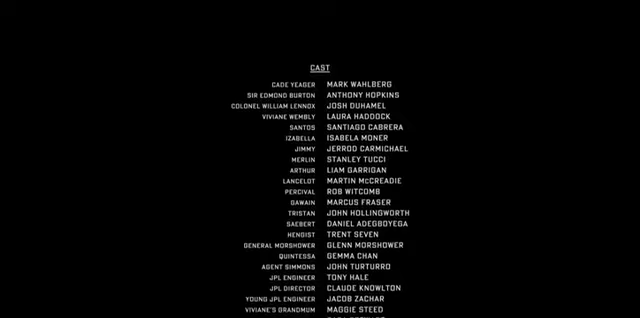 CAST
CADE YEAGER MARK WAHLBERG
SIR EDMOND BURTON ANTHONY HOPKINS
COLONEL WILLIAM LENNOX JOSH DUHAMEL
VIVIANE WEMBLY LAURA HADDOCK
SANTOS SANTIAGO CABRERA
IZABELLA ISABELA MONER
JIMMY JERROD CARMICHAEL
MERLIN STANLEY TUCCI
ARTHUR LIAM GARRIGAN
LANCELOT MARTIN McCREADIE
PERCIVAL ROB WITCOMB
GAWAIN MARCUS FRASER
TRISTAN JOHN HOLLINGWORTH
SAEBERT DANIEL ADEGBOYEGA
HENGIST TRENT SEVEN
GENERAL MORSHOWER GLENN MORSHOWER
QUINTESSA GEMMA CHAN
AGENT SIMMONS JOHN TURTURRO
JPL ENGINEER TONY HALE
JPL DIRECTOR CLAUDE KNOWLTON
YOUNG JPL ENGINEER JACOB ZACHAR
VIVIANE'S GRANDMUM MAGGIE STEED